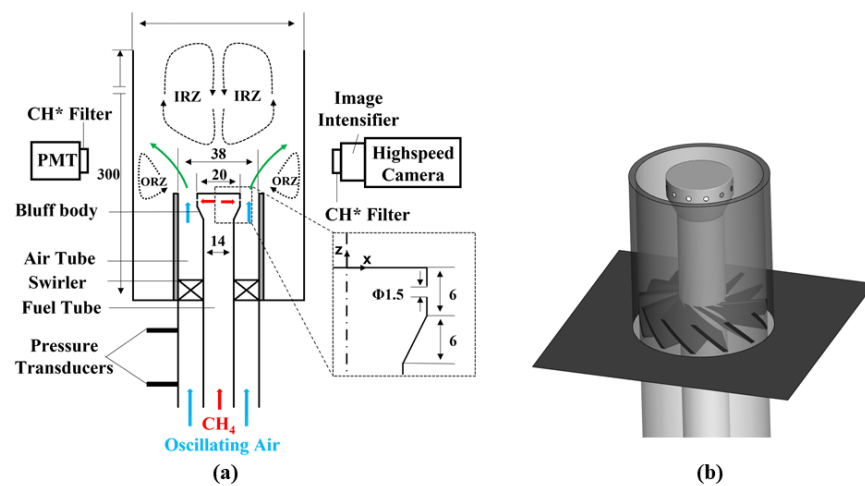 CH* Filter
PMT
300
IRZ IRZ
ORZ
ORZ
38
20
14
Image
Intensifier
Highspeed
Camera
CH* Filter
Bluff body
Air Tube
Swirler
Fuel Tube
Pressure
Transducers
z
x
Φ1.5
6
6
CH₄
Oscillating Air
(a)
(b)